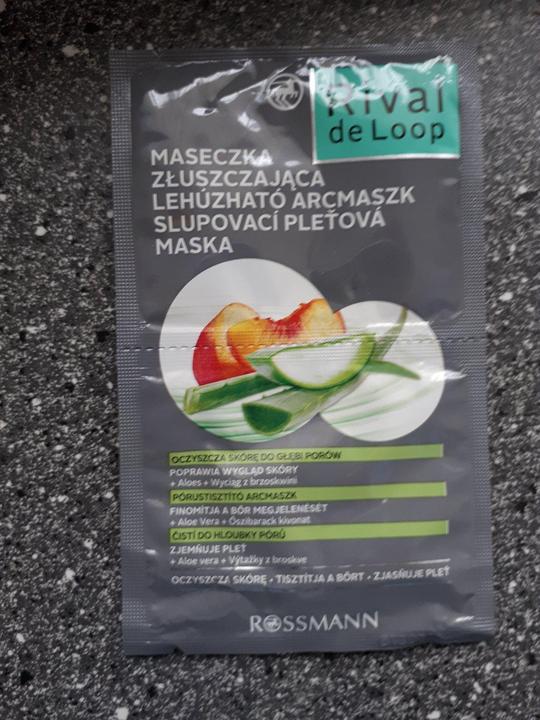 Rival
de Loop
MASECZKA
ZŁUSZCZAJĄCA
LEHÚZHATÓ ARCMASZK
SLUPOVACÍ PLEŤOVÁ
MASKA
OCZYSZCZA SKÓRĘ DO GŁĘBI PORÓW
POPRAWIA WYGLĄD SKÓRY
+ Aloes + Wyciąg z brzoskwini
PÓRUSTISZTÍTÓ ARCMASZK
FINOMÍTJA A BŐR MEGJELENÉSÉT
+ Aloe Vera + Őszibarack kivonat
ČISTÍ DO HLOUBKY PÓRŮ
ZJEMŇUJE PLEŤ
+ Aloe vera + Výtažky z broskve
OCZYSZCZA SKÓRĘ • TISZTÍTJA A BŐRT • ZJASŇUJE PLEŤ
ROSSMANN